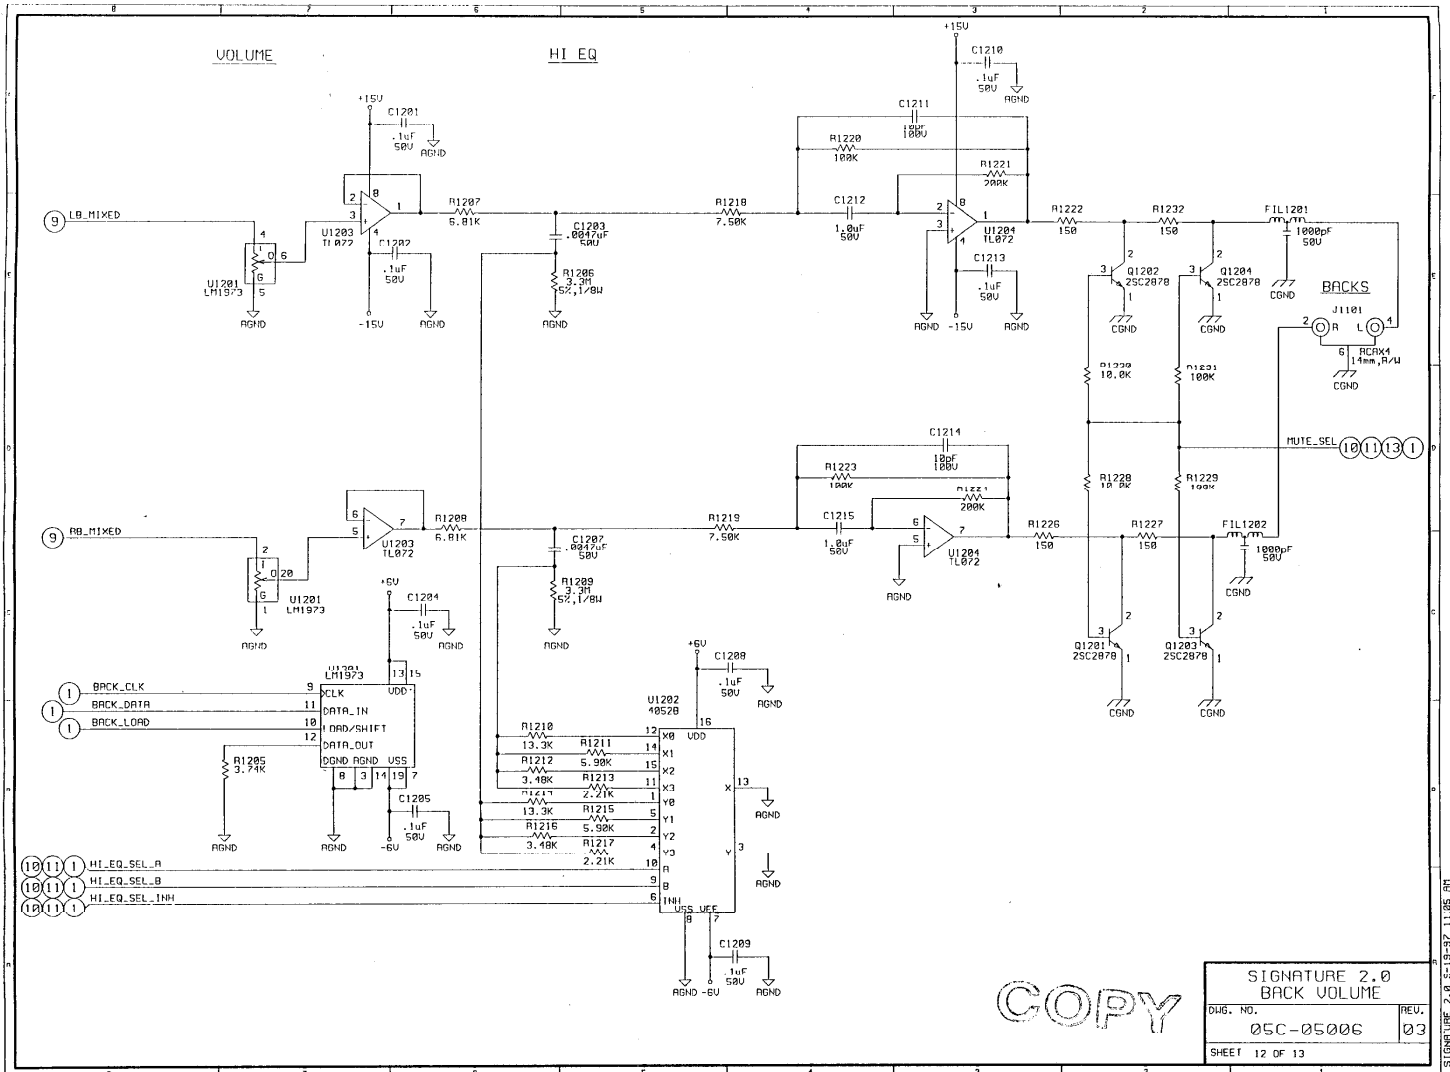 8 7 6 5 4 3 2 1
VOLUME
HI EQ
+15V
C1201
.1uF
50V
AGND
2
3
8
1
4
U1203
TL072
C1202
.1uF
50V
-15V
AGND
9 LB_MIXED
4
6
5
U1201
LM1973
AGND
R1207
6.81K
C1203
.0047uF
50V
R1206
3.3M
5%,1/8W
AGND
R1218
7.50K
+15V
C1210
.1uF
50V
AGND
C1211
10pF
100V
R1220
100K
R1221
200K
C1212
1.0uF
50V
2
3
8
1
4
U1204
TL072
C1213
.1uF
50V
-15V
AGND
R1222
150
R1232
150
FIL1201
1000pF
50V
CGND
Q1202
2SC2878
CGND
Q1204
2SC2878
CGND
BACKS
J1101
2 R L 4
6 RCAX4
14mm,R/W
CGND
10.0K
100K
MUTE_SEL 10 11 13 1
R1228
R1229
9 RB_MIXED
2
20
1
U1201
LM1973
AGND
6
5
7
U1203
TL072
R1208
6.81K
C1207
.0047uF
50V
R1209
3.3M
5%,1/8W
AGND
R1219
7.50K
C1214
10pF
100V
R1223
100K
200K
C1215
1.0uF
50V
6
5
7
U1204
TL072
AGND
R1226
150
R1227
150
FIL1202
1000pF
50V
CGND
Q1201
2SC2878
CGND
Q1203
2SC2878
CGND
+6V
C1204
.1uF
50V
AGND
LM1973
13 15
VDD
1 BACK_CLK 9 CLK
1 BACK_DATA 11 DATA_IN
1 BACK_LOAD 10 LOAD/SHIFT
12 DATA_OUT
DGND AGND VSS
8 3 14 19 7
R1205
3.74K
AGND
AGND
C1205
.1uF
50V
-6V
AGND
+6V
C1208
.1uF
50V
AGND
U1202
4052B
16
VDD
R1210
13.3K
12 X0
R1211
5.90K
14 X1
R1212
3.48K
15 X2
R1213
2.21K
11 X3
X 13
AGND
13.3K
1 Y0
R1215
5.90K
5 Y1
R1216
3.48K
2 Y2
R1217
2.21K
4 Y3
Y 3
AGND
10 11 1 HI_EQ_SEL_A 10 A
10 11 1 HI_EQ_SEL_B 9 B
10 11 1 HI_EQ_SEL_INH 6 INH
VSS VEE
8 7
C1209
.1uF
50V
AGND -6V AGND
COPY
SIGNATURE 2.0
BACK VOLUME
DWG. NO. REV.
05C-05006 03
SHEET 12 OF 13